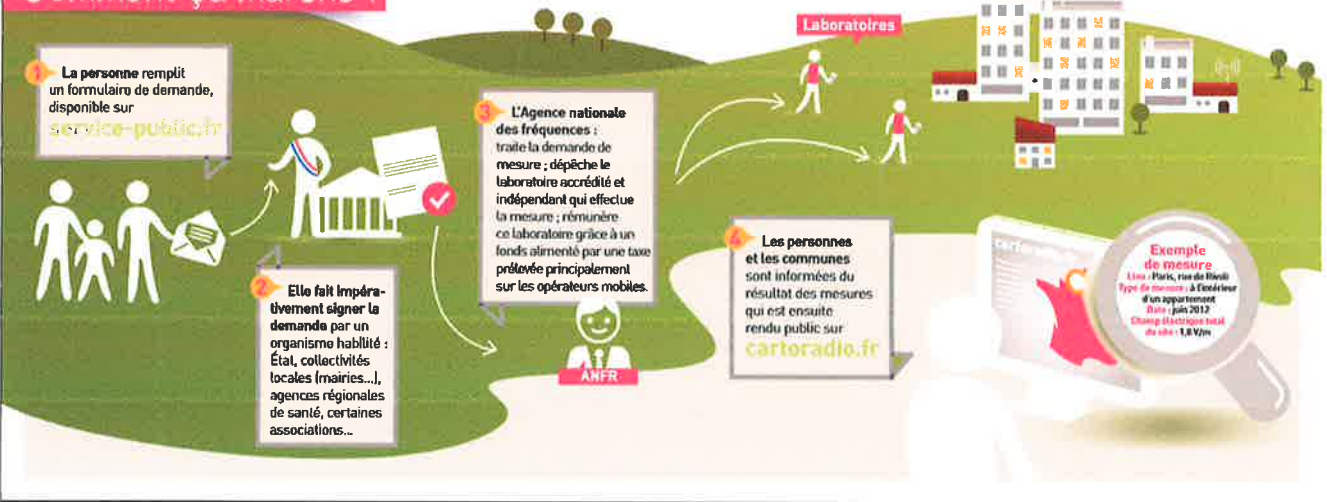 Comment ça marche ?
1 La personne remplit
un formulaire de demande,
disponible sur
service-public.fr
2 Elle fait impéra-
tivement signer la
demande par un
organisme habilité :
État, collectivités
locales (mairies...),
agences régionales
de santé, certaines
associations...
3 L'Agence nationale
des fréquences :
traite la demande de
mesure ; dépêche le
laboratoire accrédité et
indépendant qui effectue
la mesure ; rémunère
ce laboratoire grâce à un
fonds alimenté par une taxe
prélevée principalement
sur les opérateurs mobiles.
ANFR
Laboratoires
4 Les personnes
et les communes
sont informées du
résultat des mesures
qui est ensuite
rendu public sur
cartoradio.fr
cartoradio
Exemple
de mesure
Lieu : Paris, rue de Rivoli
Type de mesure : à l'intérieur
d'un appartement
Date : juin 2012
Champ électrique total
du site : 1,8 V/m